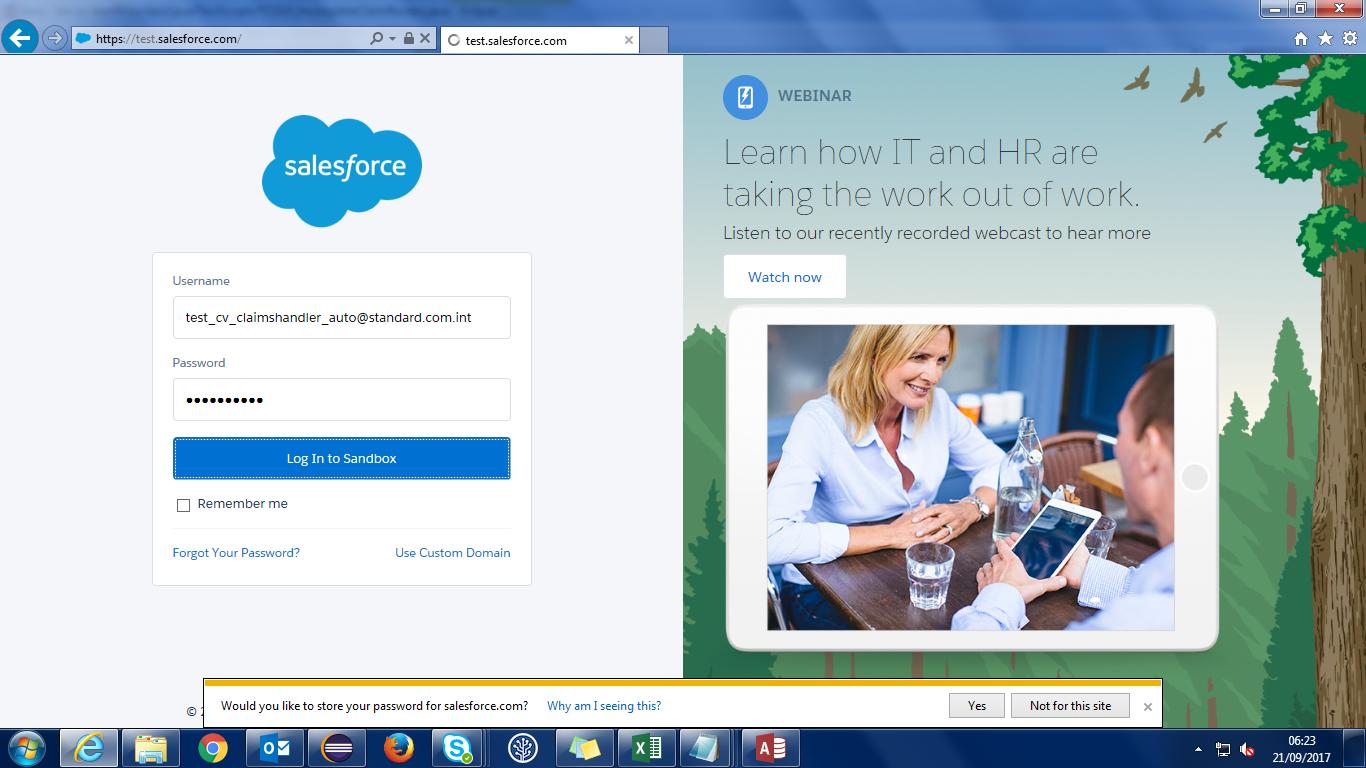 https://test.salesforce.com/
test.salesforce.com
salesforce
Username
test_cv_claimshandler_auto@standard.com.int
Password
Log In to Sandbox
Remember me
Forgot Your Password?
Use Custom Domain
WEBINAR
Learn how IT and HR are
taking the work out of work.
Listen to our recently recorded webcast to hear more
Watch now
© 2
Would you like to store your password for salesforce.com?
Why am I seeing this?
Yes
Not for this site
06:23
21/09/2017